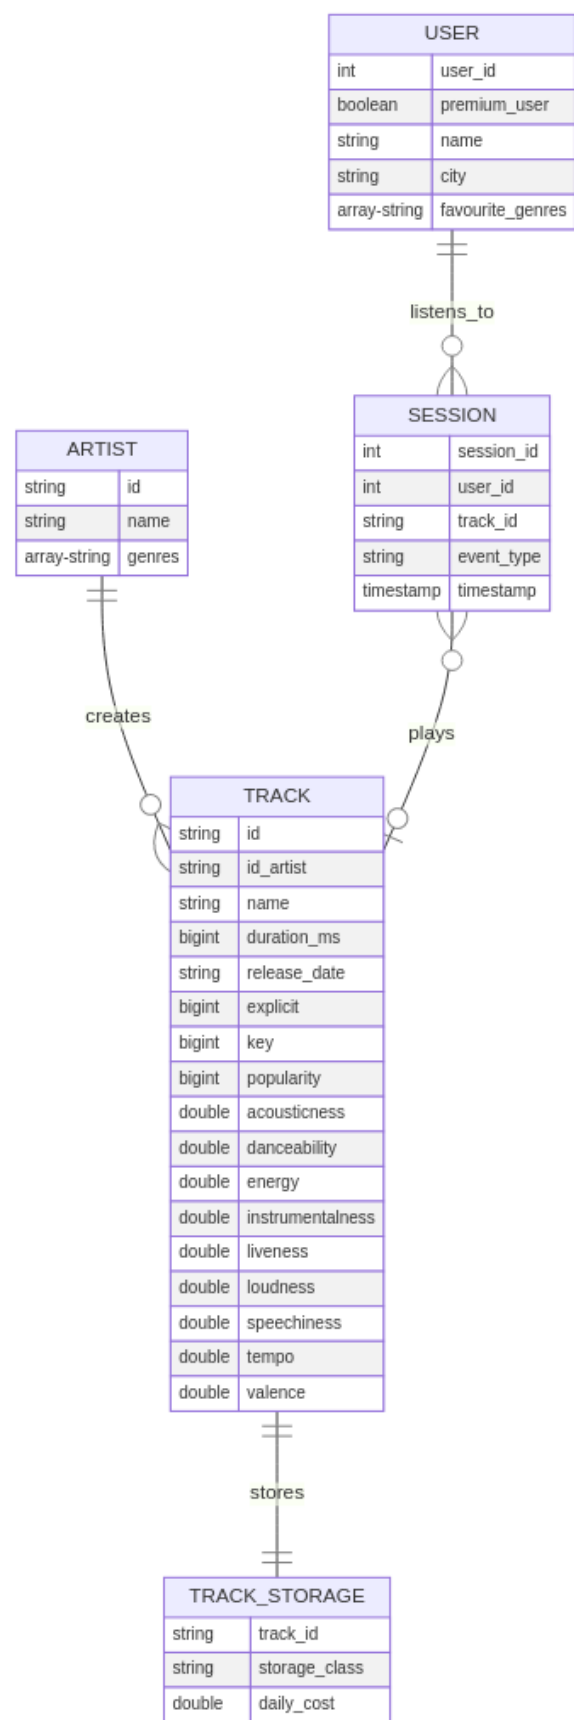 USER
int user_id
boolean premium_user
string name
string city
array-string favourite_genres
listens_to
SESSION
int session_id
int user_id
string track_id
string event_type
timestamp timestamp
ARTIST
string id
string name
array-string genres
creates
plays
TRACK
string id
string id_artist
string name
bigint duration_ms
string release_date
bigint explicit
bigint key
bigint popularity
double acousticness
double danceability
double energy
double instrumentalness
double liveness
double loudness
double speechiness
double tempo
double valence
stores
TRACK_STORAGE
string track_id
string storage_class
double daily_cost